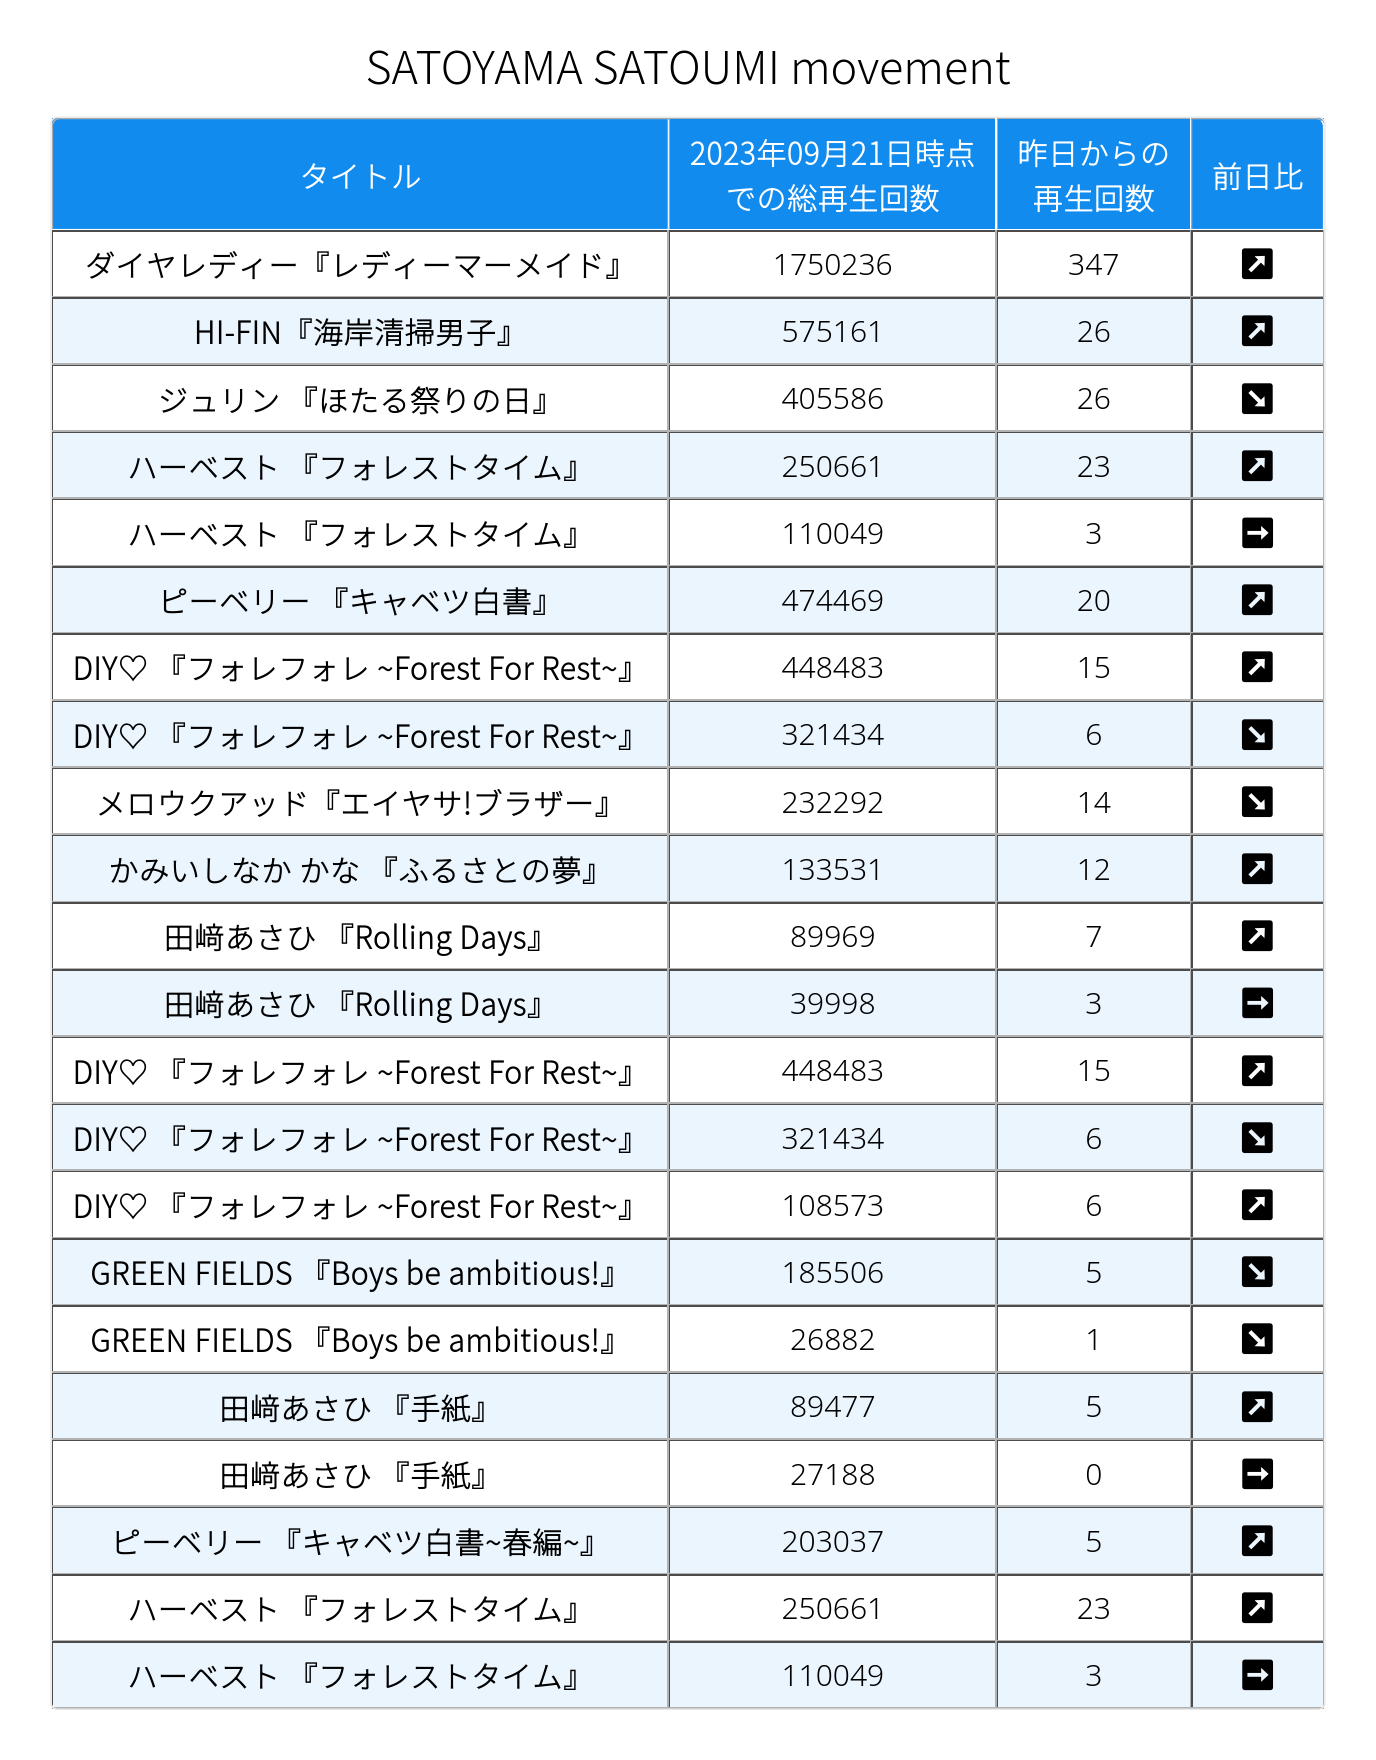 SATOYAMA SATOUMI movement
タイトル 2023年09月21日時点での総再生回数 昨日からの再生回数 前日比
ダイヤレディー『レディーマーメイド』 1750236 347 ↗
HI-FIN『海岸清掃男子』 575161 26 ↗
ジュリン 『ほたる祭りの日』 405586 26 ↘
ハーベスト 『フォレストタイム』 250661 23 ↗
ハーベスト 『フォレストタイム』 110049 3 →
ピーベリー 『キャベツ白書』 474469 20 ↗
DIY♡ 『フォレフォレ ~Forest For Rest~』 448483 15 ↗
DIY♡ 『フォレフォレ ~Forest For Rest~』 321434 6 ↘
メロウクアッド『エイヤサ!ブラザー』 232292 14 ↘
かみいしなか かな 『ふるさとの夢』 133531 12 ↗
田﨑あさひ 『Rolling Days』 89969 7 ↗
田﨑あさひ 『Rolling Days』 39998 3 →
DIY♡ 『フォレフォレ ~Forest For Rest~』 448483 15 ↗
DIY♡ 『フォレフォレ ~Forest For Rest~』 321434 6 ↘
DIY♡ 『フォレフォレ ~Forest For Rest~』 108573 6 ↗
GREEN FIELDS 『Boys be ambitious!』 185506 5 ↘
GREEN FIELDS 『Boys be ambitious!』 26882 1 ↘
田﨑あさひ 『手紙』 89477 5 ↗
田﨑あさひ 『手紙』 27188 0 →
ピーベリー 『キャベツ白書~春編~』 203037 5 ↗
ハーベスト 『フォレストタイム』 250661 23 ↗
ハーベスト 『フォレストタイム』 110049 3 →